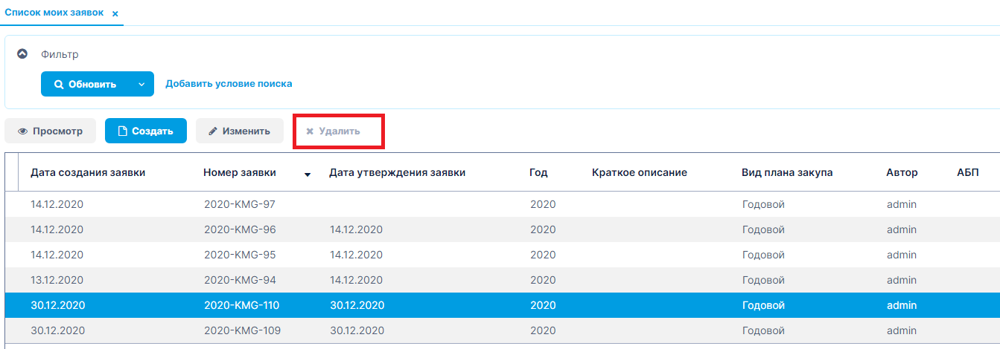 Список моих заявок ×
Фильтр
Обновить Добавить условие поиска
Просмотр Создать Изменить Удалить
Дата создания заявки Номер заявки Дата утверждения заявки Год Краткое описание Вид плана закупа Автор АБП
14.12.2020 2020-KMG-97 2020 Годовой admin
14.12.2020 2020-KMG-96 14.12.2020 2020 Годовой admin
14.12.2020 2020-KMG-95 14.12.2020 2020 Годовой admin
13.12.2020 2020-KMG-94 14.12.2020 2020 Годовой admin
30.12.2020 2020-KMG-110 30.12.2020 2020 Годовой admin
30.12.2020 2020-KMG-109 30.12.2020 2020 Годовой admin